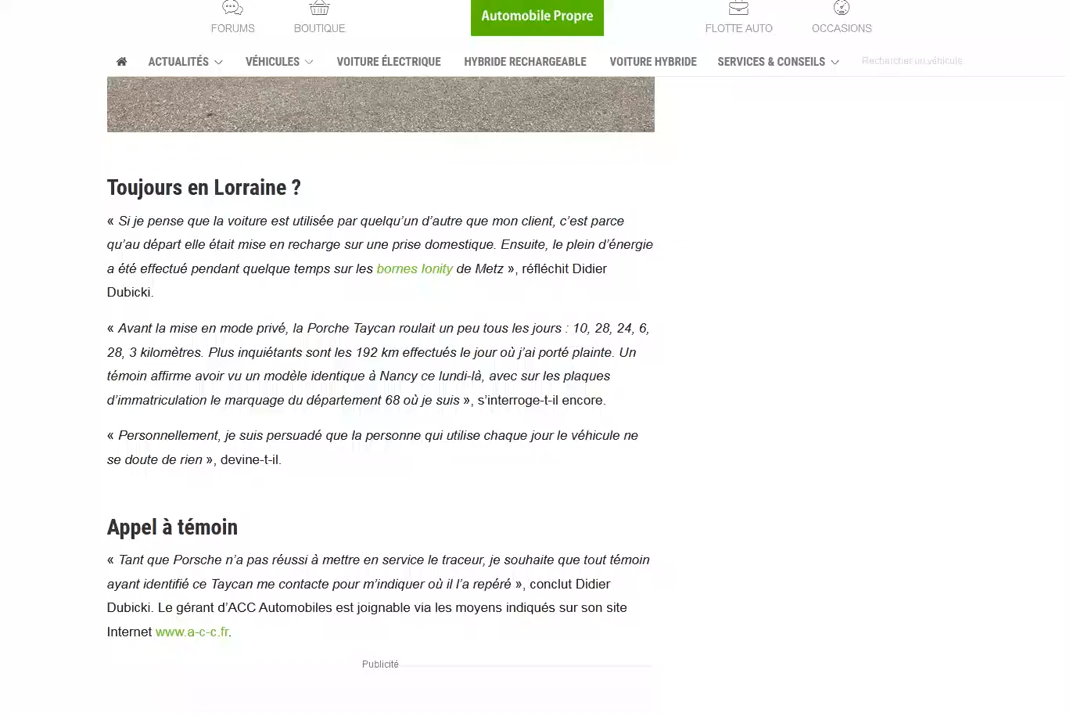 FORUMS
BOUTIQUE
Automobile Propre
FLOTTE AUTO
OCCASIONS
ACTUALITÉS
VÉHICULES
VOITURE ÉLECTRIQUE
HYBRIDE RECHARGEABLE
VOITURE HYBRIDE
SERVICES & CONSEILS
Rechercher un véhicule
Toujours en Lorraine ?
« Si je pense que la voiture est utilisée par quelqu’un d’autre que mon client, c’est parce
qu’au départ elle était mise en recharge sur une prise domestique. Ensuite, le plein d’énergie
a été effectué pendant quelque temps sur les bornes Ionity de Metz », réfléchit Didier
Dubicki.
« Avant la mise en mode privé, la Porche Taycan roulait un peu tous les jours : 10, 28, 24, 6,
28, 3 kilomètres. Plus inquiétants sont les 192 km effectués le jour où j’ai porté plainte. Un
témoin affirme avoir vu un modèle identique à Nancy ce lundi-là, avec sur les plaques
d’immatriculation le marquage du département 68 où je suis », s’interroge-t-il encore.
« Personnellement, je suis persuadé que la personne qui utilise chaque jour le véhicule ne
se doute de rien », devine-t-il.
Appel à témoin
« Tant que Porsche n’a pas réussi à mettre en service le traceur, je souhaite que tout témoin
ayant identifié ce Taycan me contacte pour m’indiquer où il l’a repéré », conclut Didier
Dubicki. Le gérant d’ACC Automobiles est joignable via les moyens indiqués sur son site
Internet www.a-c-c.fr.
Publicité